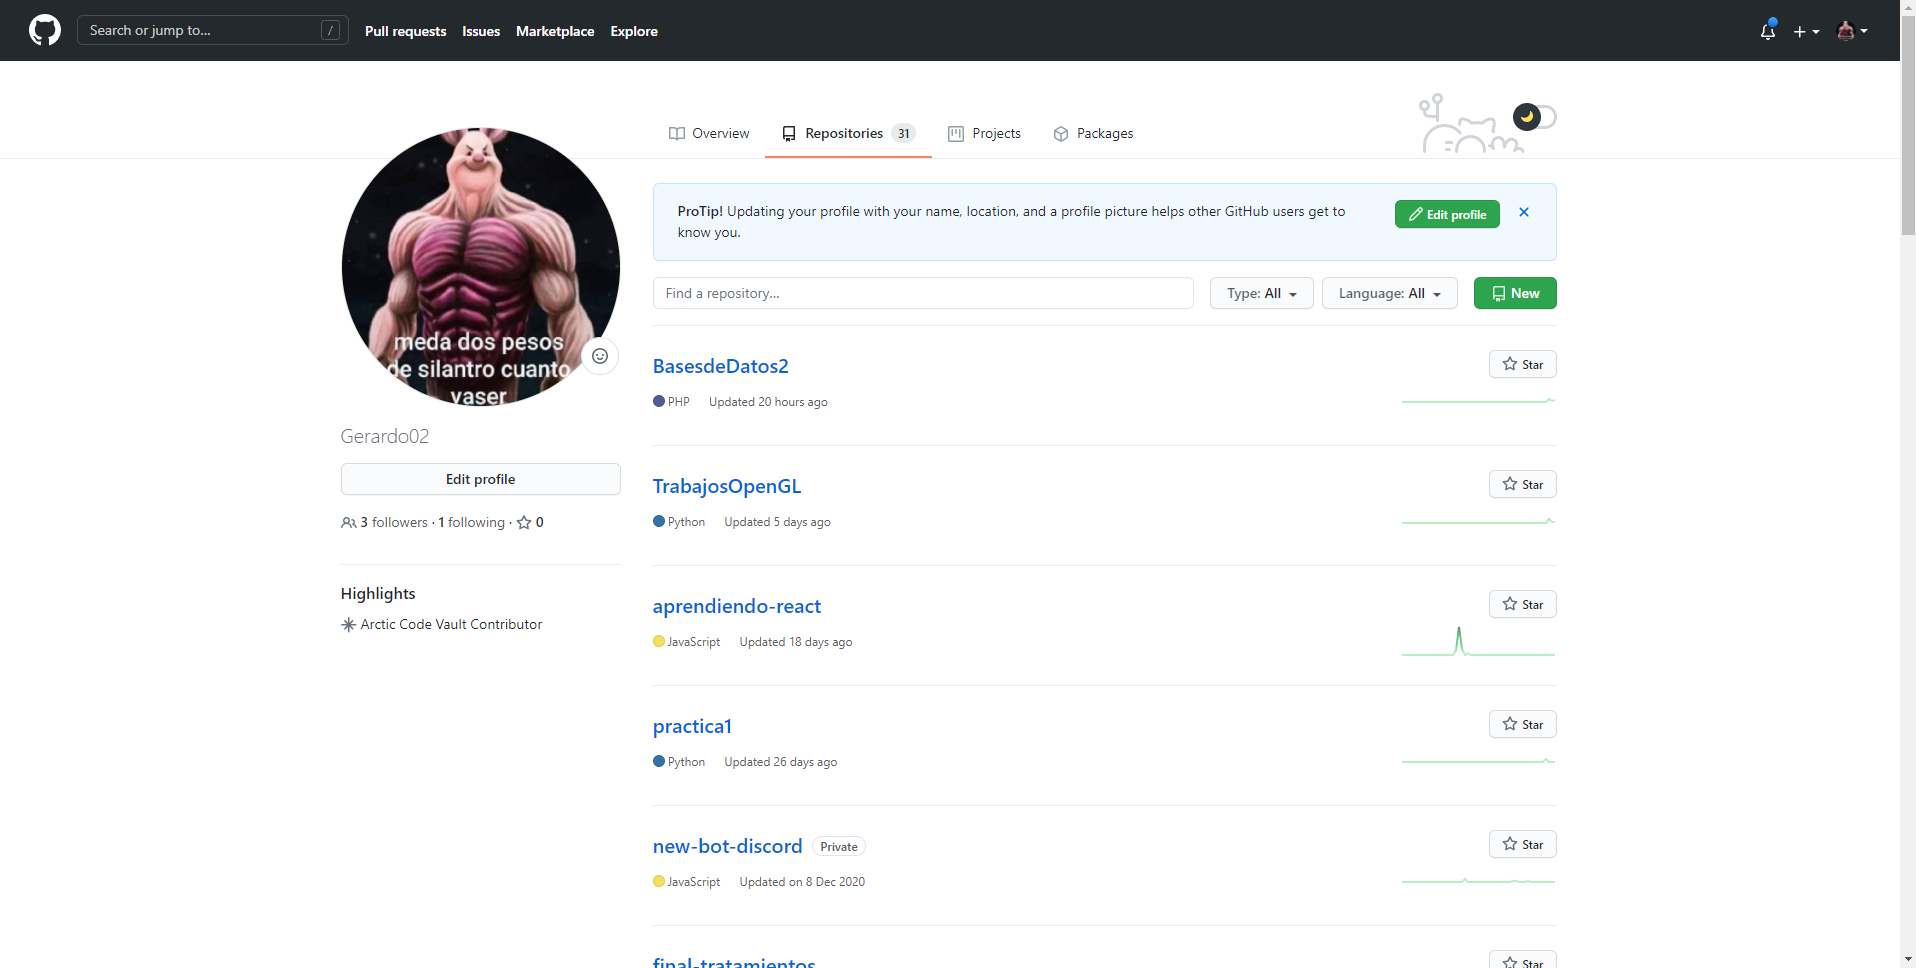 Search or jump to... /
Pull requests Issues Marketplace Explore
Overview Repositories 31 Projects Packages
meda dos pesos
de silantro cuanto
vaser
Gerardo02
Edit profile
3 followers · 1 following · 0
Highlights
Arctic Code Vault Contributor
ProTip! Updating your profile with your name, location, and a profile picture helps other GitHub users get to
know you.
Edit profile
Find a repository...
Type: All
Language: All
New
BasesdeDatos2
Star
PHP Updated 20 hours ago
TrabajosOpenGL
Star
Python Updated 5 days ago
aprendiendo-react
Star
JavaScript Updated 18 days ago
practica1
Star
Python Updated 26 days ago
new-bot-discord Private
Star
JavaScript Updated on 8 Dec 2020
final-tratamientos
Star